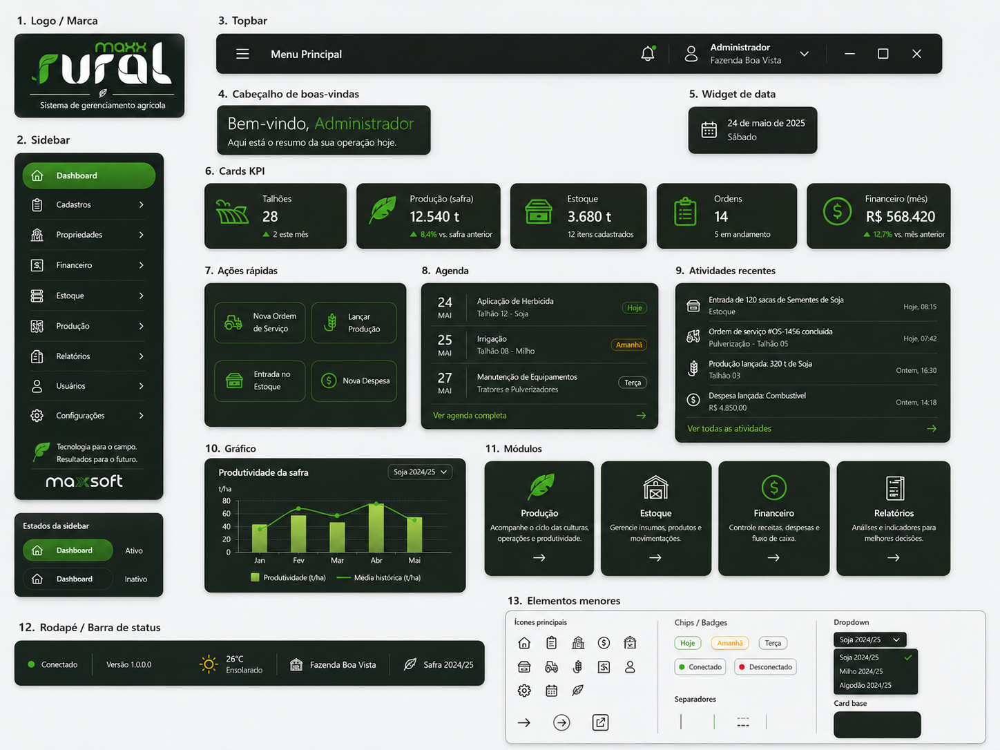 1. Logo / Marca
maxx
rural
Sistema de gerenciamento agrícola
2. Sidebar
Dashboard
Cadastros
Propriedades
Financeiro
Estoque
Produção
Relatórios
Usuários
Configurações
Tecnologia para o campo.
Resultados para o futuro.
maxxsoft
Estados da sidebar
Dashboard Ativo
Dashboard Inativo
3. Topbar
Menu Principal
Administrador
Fazenda Boa Vista
4. Cabeçalho de boas-vindas
Bem-vindo, Administrador
Aqui está o resumo da sua operação hoje.
5. Widget de data
24 de maio de 2025
Sábado
6. Cards KPI
Talhões
28
2 este mês
Produção (safra)
12.540 t
8,4% vs. safra anterior
Estoque
3.680 t
12 itens cadastrados
Ordens
14
5 em andamento
Financeiro (mês)
R$ 568.420
12,7% vs. mês anterior
7. Ações rápidas
Nova Ordem
de Serviço
Lançar
Produção
Entrada no
Estoque
Nova Despesa
8. Agenda
24
MAI
Aplicação de Herbicida
Talhão 12 - Soja
Hoje
25
MAI
Irrigação
Talhão 08 - Milho
Amanhã
27
MAI
Manutenção de Equipamentos
Tratores e Pulverizadores
Terça
Ver agenda completa
9. Atividades recentes
Entrada de 120 sacas de Sementes de Soja
Estoque
Hoje, 08:15
Ordem de serviço #OS-1456 concluída
Pulverização - Talhão 05
Hoje, 07:42
Produção lançada: 320 t de Soja
Talhão 03
Ontem, 16:30
Despesa lançada: Combustível
R$ 4.850,00
Ontem, 14:18
Ver todas as atividades
10. Gráfico
Produtividade da safra
Soja 2024/25
t/ha
80
60
40
20
0
Jan Fev Mar Abr Mai
Produtividade (t/ha) Média histórica (t/ha)
11. Módulos
Produção
Acompanhe o ciclo das culturas,
operações e produtividade.
Estoque
Gerencie insumos, produtos e
movimentações.
Financeiro
Controle receitas, despesas e
fluxo de caixa.
Relatórios
Análises e indicadores para
melhores decisões.
12. Rodapé / Barra de status
Conectado
Versão 1.0.0.0
26°C
Ensolarado
Fazenda Boa Vista
Safra 2024/25
13. Elementos menores
Ícones principais
Chips / Badges
Hoje Amanhã Terça
Conectado Desconectado
Separadores
Dropdown
Soja 2024/25
Soja 2024/25
Milho 2024/25
Algodão 2024/25
Card base